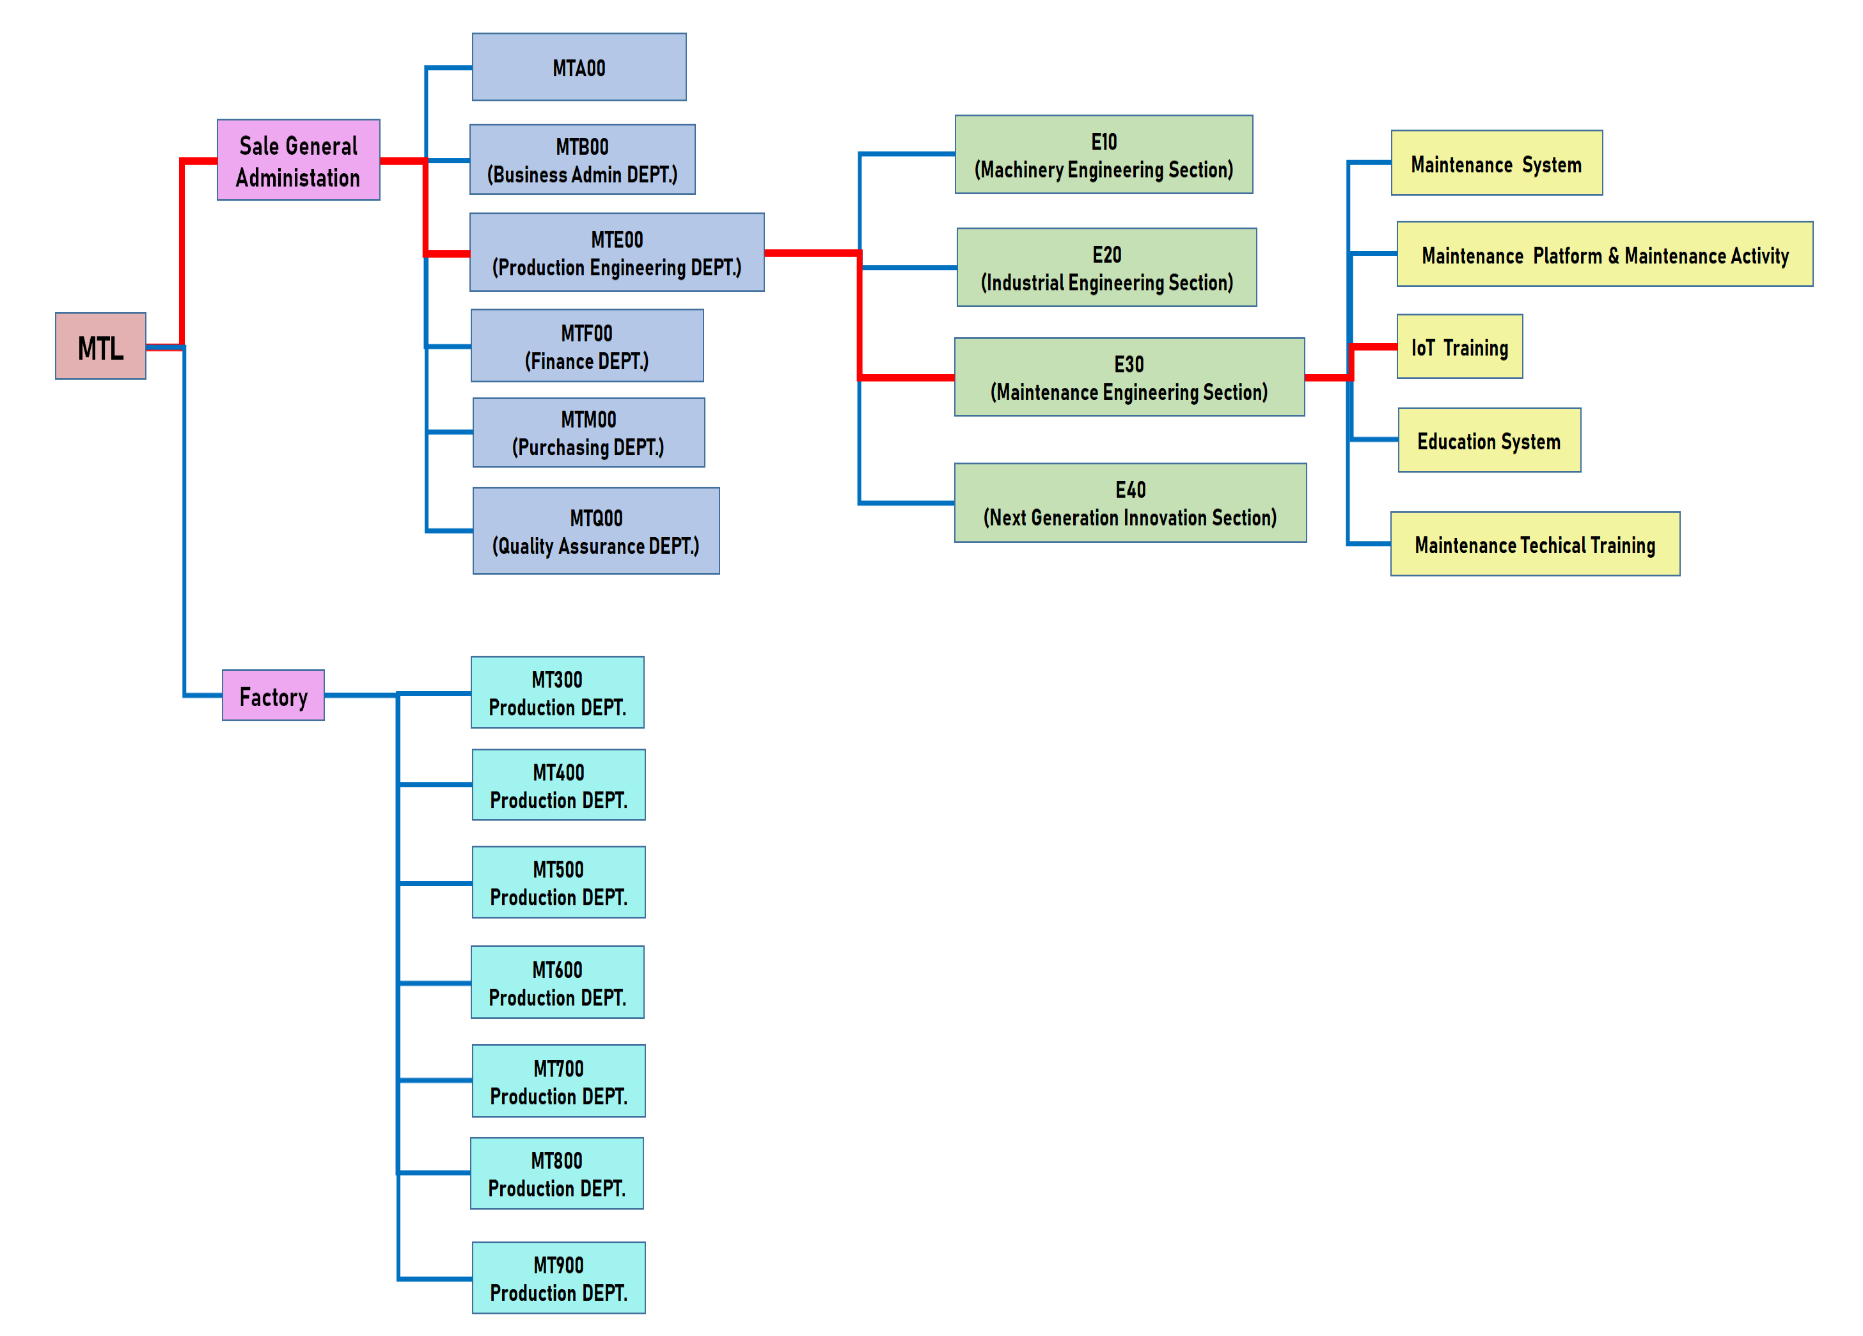 MTL
Sale General
Administation
Factory
MTA00
MTB00
(Business Admin DEPT.)
MTE00
(Production Engineering DEPT.)
MTF00
(Finance DEPT.)
MTM00
(Purchasing DEPT.)
MTQ00
(Quality Assurance DEPT.)
E10
(Machinery Engineering Section)
E20
(Industrial Engineering Section)
E30
(Maintenance Engineering Section)
E40
(Next Generation Innovation Section)
Maintenance System
Maintenance Platform & Maintenance Activity
IoT Training
Education System
Maintenance Techical Training
MT300
Production DEPT.
MT400
Production DEPT.
MT500
Production DEPT.
MT600
Production DEPT.
MT700
Production DEPT.
MT800
Production DEPT.
MT900
Production DEPT.